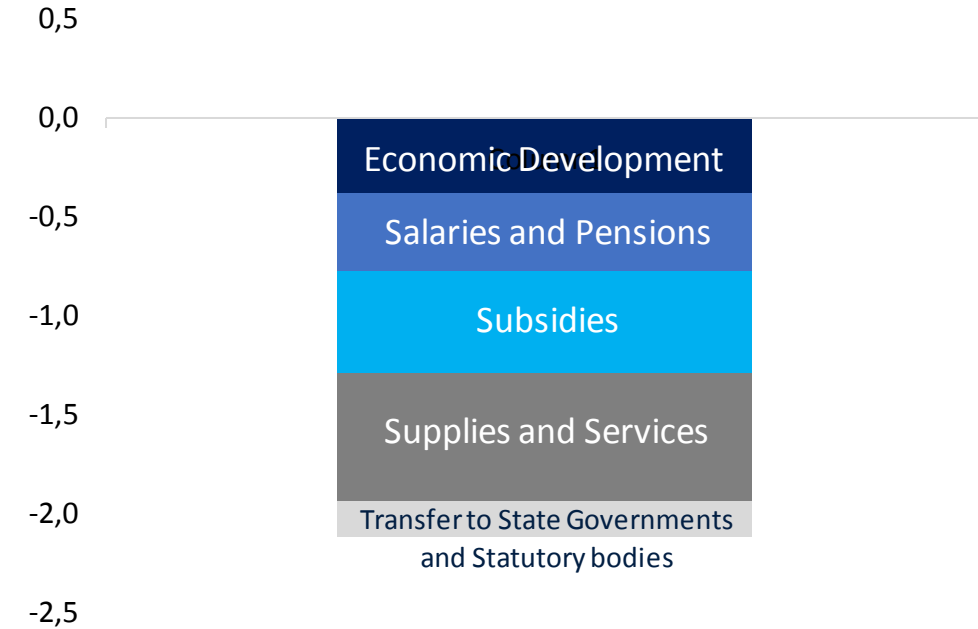 0,5
0,0
Economic Development
-0,5
Salaries and Pensions
-1,0
Subsidies
-1,5
Supplies and Services
-2,0
Transfer to State Governments
and Statutory bodies
-2,5